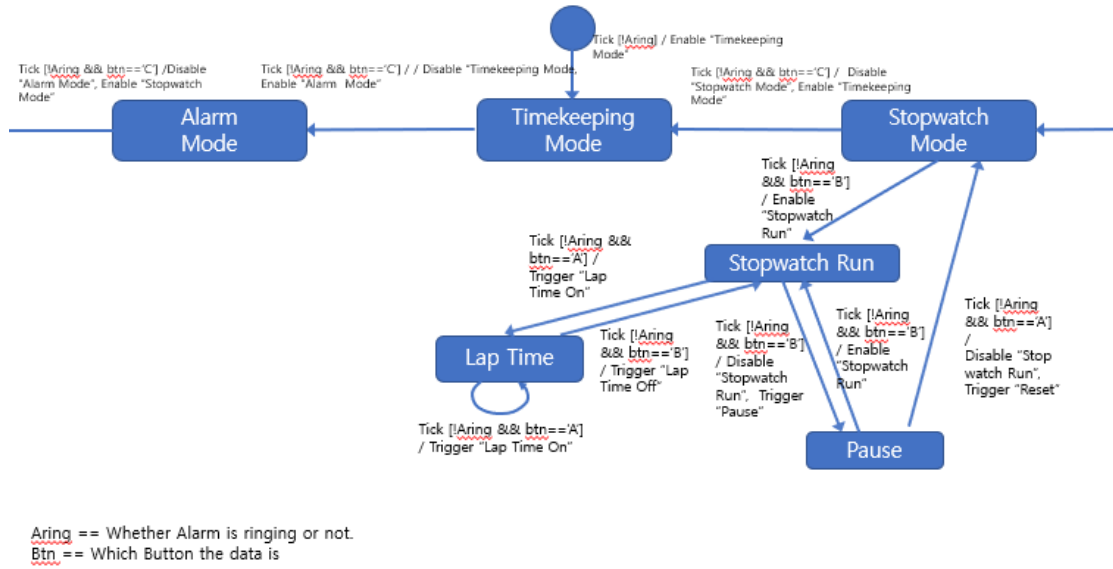 Tick [!Aring] / Enable “Timekeeping
Mode”
Tick [!Aring && btn==‘C’] /Disable
“Alarm Mode”, Enable “Stopwatch
Mode”
Tick [!Aring && btn==‘C’] / / Disable “Timekeeping Mode,
Enable “Alarm Mode”
Tick [!Aring && btn==‘C’] / Disable
“Stopwatch Mode”, Enable “Timekeeping
Mode”
Alarm
Mode
Timekeeping
Mode
Stopwatch
Mode
Tick [!Aring
&& btn==‘B’]
/ Enable
“Stopwatch
Run”
Stopwatch Run
Tick [!Aring &&
btn==‘A’] /
Trigger “Lap
Time On”
Lap Time
Tick [!Aring
&& btn==‘B’]
/ Trigger “Lap
Time Off”
Tick [!Aring
&& btn==‘B’]
/ Disable
“Stopwatch
Run”, Trigger
“Pause”
Tick [!Aring
&& btn==‘B’]
/ Enable
“Stopwatch
Run”
Tick [!Aring
&& btn==‘A’]
/
Disable “Stop
watch Run”,
Trigger “Reset”
Tick [!Aring && btn==‘A’]
/ Trigger “Lap Time On”
Pause
Aring == Whether Alarm is ringing or not.
Btn == Which Button the data is